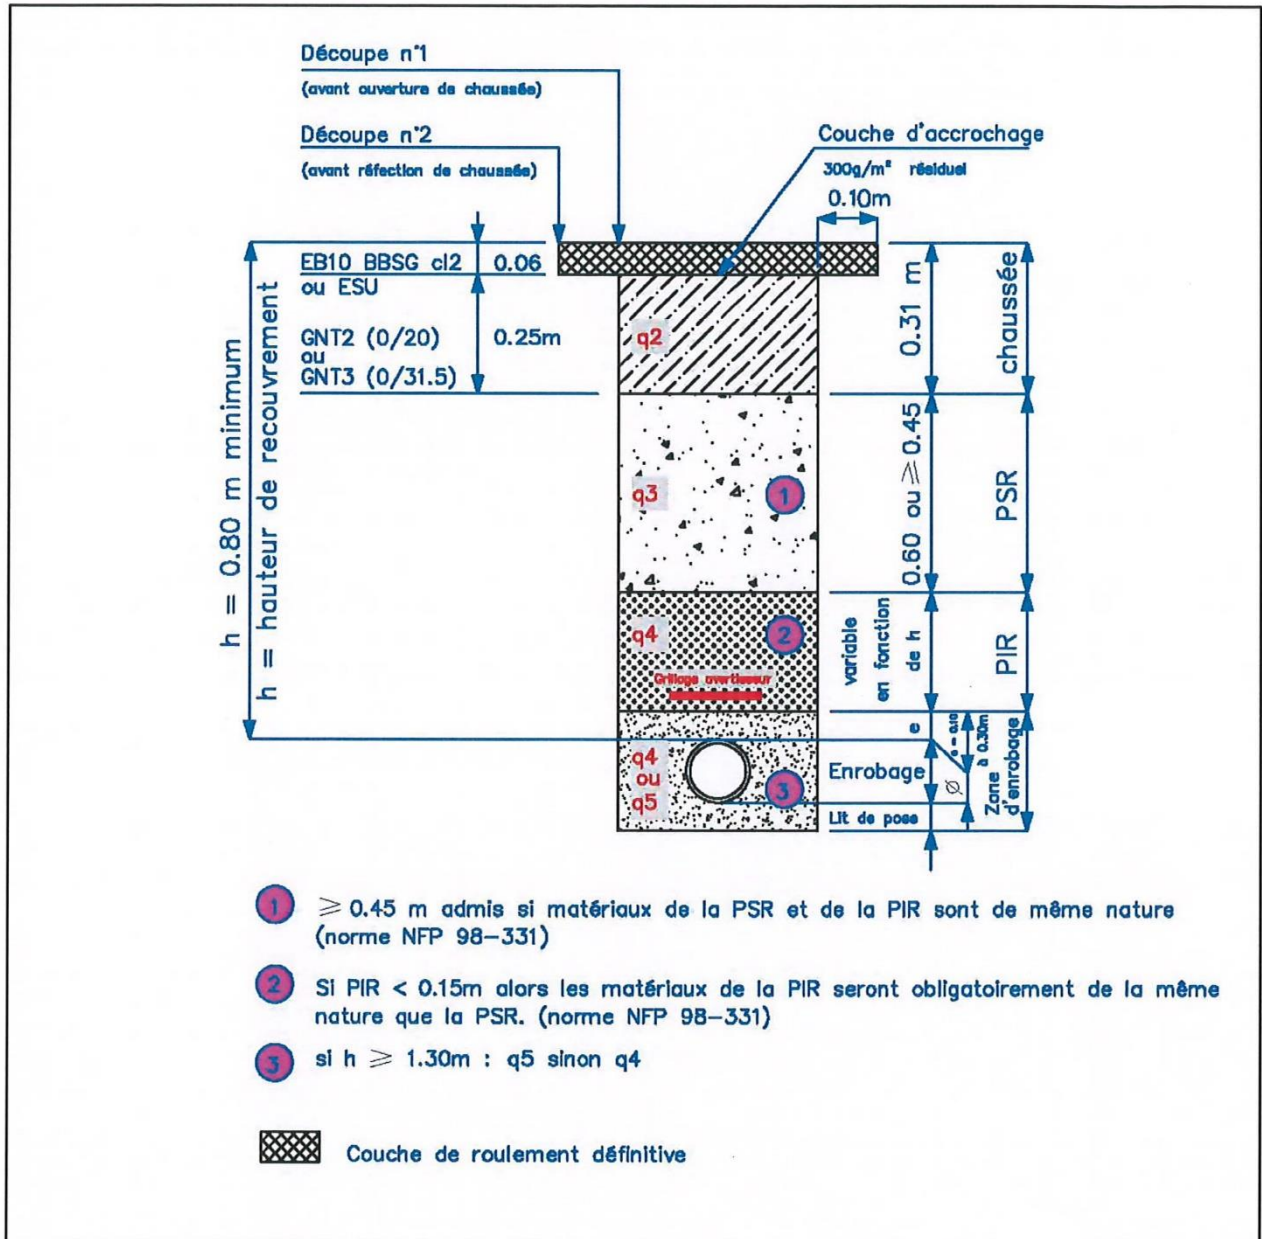 Découpe n°1
(avant ouverture de chaussée)
Découpe n°2
(avant réfection de chaussée)
Couche d'accrochage
300g/m² résiduel
0.10m
EB10 BBSG cl2
0.06
ou ESU
GNT2 (0/20)
ou
GNT3 (0/31.5)
0.25m
h = 0.80 m minimum
h = hauteur de recouvrement
q2
q3
1
q4
2
Grillage avertisseur
q4
ou
q5
3
0.31 m
chaussée
0.60 ou ≥ 0.45
PSR
variable
en fonction
de h
PIR
e
e = 0.10
à 0.30m
Enrobage
Ø
Zone
d'enrobage
Lit de pose
1 ≥ 0.45 m admis si matériaux de la PSR et de la PIR sont de même nature
(norme NFP 98-331)
2 Si PIR < 0.15m alors les matériaux de la PIR seront obligatoirement de la même
nature que la PSR. (norme NFP 98-331)
3 si h ≥ 1.30m : q5 sinon q4
Couche de roulement définitive